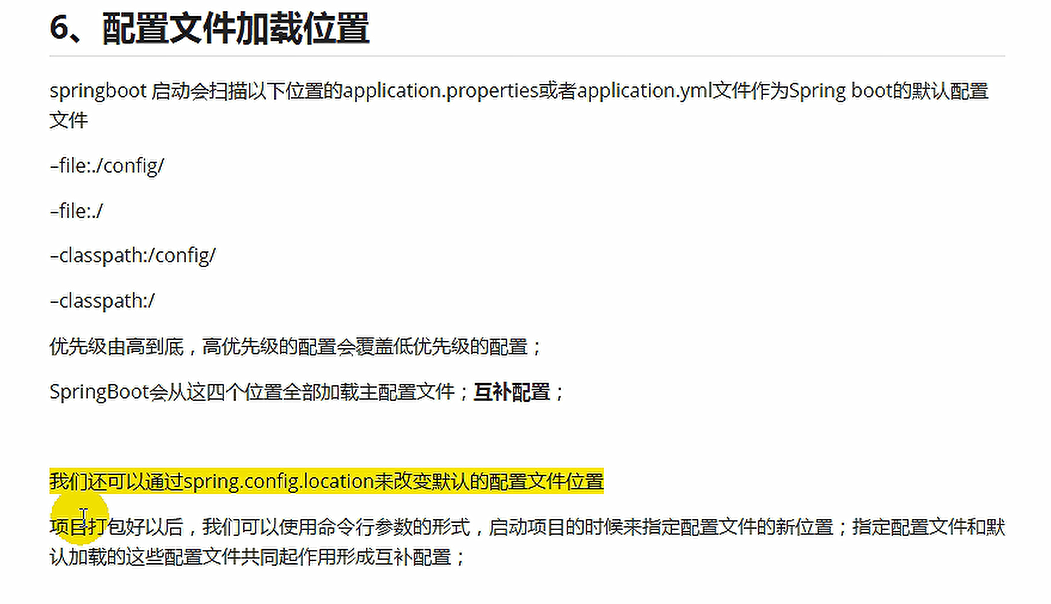 6、配置文件加载位置
springboot 启动会扫描以下位置的application.properties或者application.yml文件作为Spring boot的默认配置
文件
–file:./config/
–file:./
–classpath:/config/
–classpath:/
优先级由高到底，高优先级的配置会覆盖低优先级的配置；
SpringBoot会从这四个位置全部加载主配置文件；互补配置；
我们还可以通过spring.config.location来改变默认的配置文件位置
项目打包好以后，我们可以使用命令行参数的形式，启动项目的时候来指定配置文件的新位置；指定配置文件和默
认加载的这些配置文件共同起作用形成互补配置；